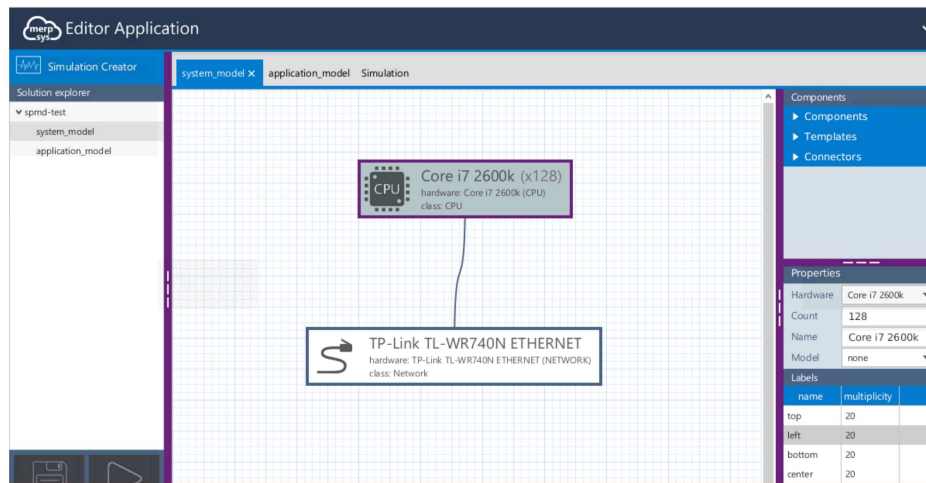 merp sys Editor Application
Simulation Creator
Solution explorer
spmd-test
system_model
application_model
system_model × application_model Simulation
CPU
Core i7 2600k (x128)
hardware: Core i7 2600k (CPU)
class: CPU
TP-Link TL-WR740N ETHERNET
hardware: TP-Link TL-WR740N ETHERNET (NETWORK)
class: Network
Components
Components
Templates
Connectors
Properties
Hardware Core i7 2600k
Count 128
Name Core i7 2600k
Model none
Labels
name multiplicity
top 20
left 20
bottom 20
center 20